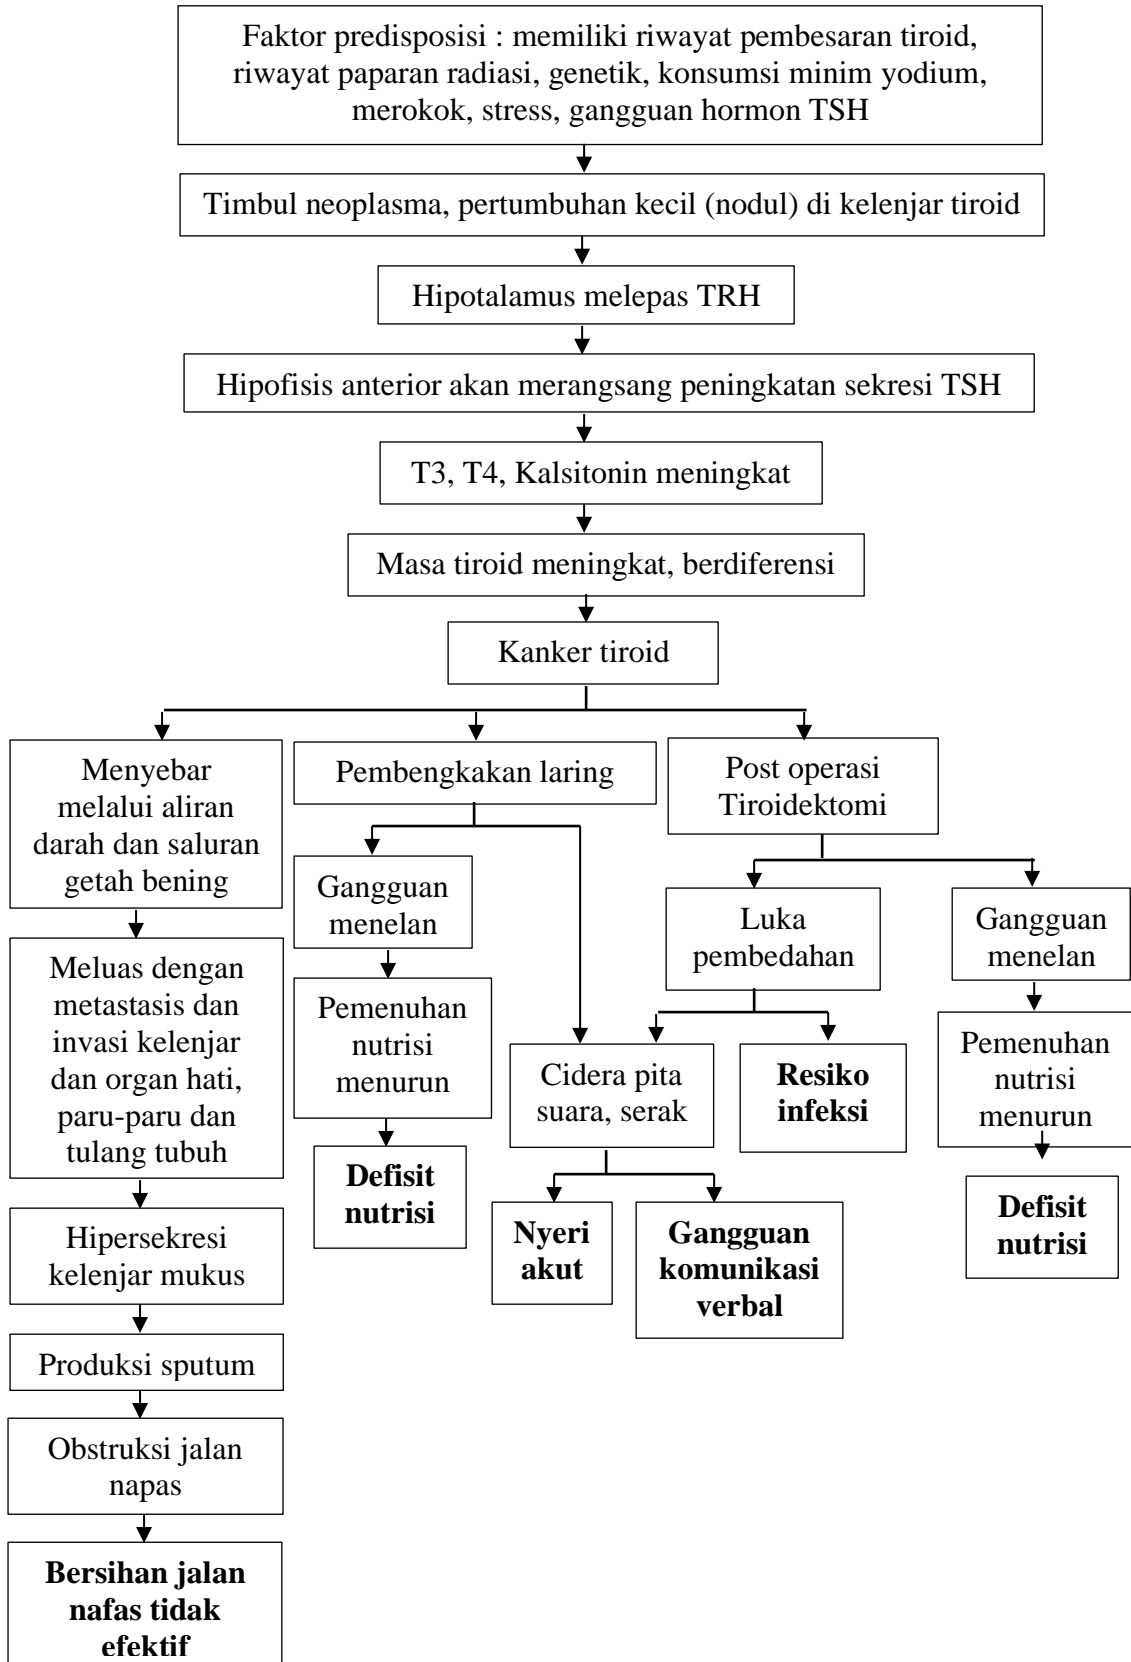 Faktor predisposisi : memiliki riwayat pembesaran tiroid,
riwayat paparan radiasi, genetik, konsumsi minim yodium,
merokok, stress, gangguan hormon TSH
Timbul neoplasma, pertumbuhan kecil (nodul) di kelenjar tiroid
Hipotalamus melepas TRH
Hipofisis anterior akan merangsang peningkatan sekresi TSH
T3, T4, Kalsitonin meningkat
Masa tiroid meningkat, berdiferensi
Kanker tiroid
Menyebar
melalui aliran
darah dan saluran
getah bening
Meluas dengan
metastasis dan
invasi kelenjar
dan organ hati,
paru-paru dan
tulang tubuh
Hipersekresi
kelenjar mukus
Produksi sputum
Obstruksi jalan
napas
Bersihan jalan
nafas tidak
efektif
Pembengkakan laring
Gangguan
menelan
Pemenuhan
nutrisi
menurun
Defisit
nutrisi
Cidera pita
suara, serak
Nyeri
akut
Gangguan
komunikasi
verbal
Post operasi
Tiroidektomi
Luka
pembedahan
Resiko
infeksi
Gangguan
menelan
Pemenuhan
nutrisi
menurun
Defisit
nutrisi